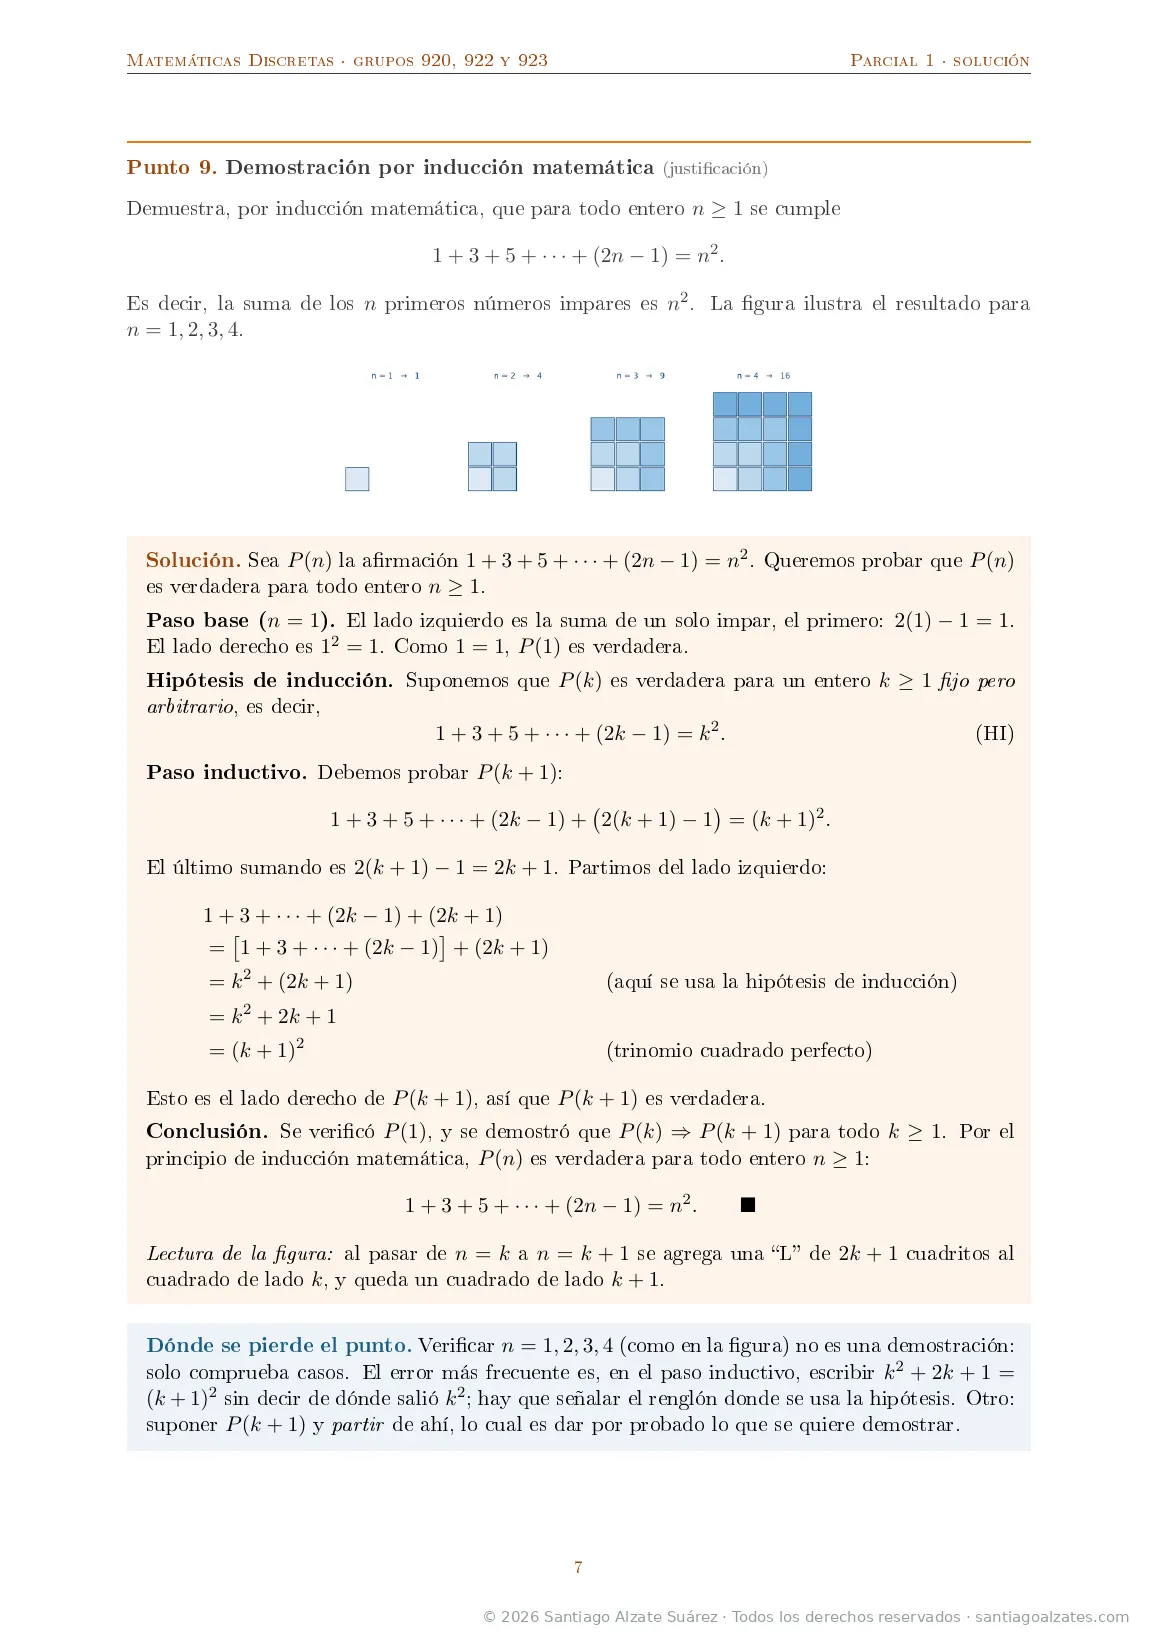 Matemáticas Discretas · grupos 920, 922 y 923
Parcial 1 · solución
Punto 9. Demostración por inducción matemática (justificación)
Demuestra, por inducción matemática, que para todo entero n ≥ 1 se cumple
1 + 3 + 5 + · · · + (2n − 1) = n².
Es decir, la suma de los n primeros números impares es n². La figura ilustra el resultado para
n = 1, 2, 3, 4.
n = 1 → 1
n = 2 → 4
n = 3 → 9
n = 4 → 16
Solución. Sea P(n) la afirmación 1 + 3 + 5 + · · · + (2n − 1) = n². Queremos probar que P(n)
es verdadera para todo entero n ≥ 1.
Paso base (n = 1). El lado izquierdo es la suma de un solo impar, el primero: 2(1) − 1 = 1.
El lado derecho es 1² = 1. Como 1 = 1, P(1) es verdadera.
Hipótesis de inducción. Suponemos que P(k) es verdadera para un entero k ≥ 1 fijo pero
arbitrario, es decir,
1 + 3 + 5 + · · · + (2k − 1) = k². (HI)
Paso inductivo. Debemos probar P(k + 1):
1 + 3 + 5 + · · · + (2k − 1) + (2(k + 1) − 1) = (k + 1)².
El último sumando es 2(k + 1) − 1 = 2k + 1. Partimos del lado izquierdo:
1 + 3 + · · · + (2k − 1) + (2k + 1)
= [1 + 3 + · · · + (2k − 1)] + (2k + 1)
= k² + (2k + 1) (aquí se usa la hipótesis de inducción)
= k² + 2k + 1
= (k + 1)² (trinomio cuadrado perfecto)
Esto es el lado derecho de P(k + 1), así que P(k + 1) es verdadera.
Conclusión. Se verificó P(1), y se demostró que P(k) ⇒ P(k + 1) para todo k ≥ 1. Por el
principio de inducción matemática, P(n) es verdadera para todo entero n ≥ 1:
1 + 3 + 5 + · · · + (2n − 1) = n². ■
Lectura de la figura: al pasar de n = k a n = k + 1 se agrega una “L” de 2k + 1 cuadritos al
cuadrado de lado k, y queda un cuadrado de lado k + 1.
Dónde se pierde el punto. Verificar n = 1, 2, 3, 4 (como en la figura) no es una demostración:
solo comprueba casos. El error más frecuente es, en el paso inductivo, escribir k² + 2k + 1 =
(k + 1)² sin decir de dónde salió k²; hay que señalar el renglón donde se usa la hipótesis. Otro:
suponer P(k + 1) y partir de ahí, lo cual es dar por probado lo que se quiere demostrar.
7
© 2026 Santiago Alzate Suárez · Todos los derechos reservados · santiagoalzates.com